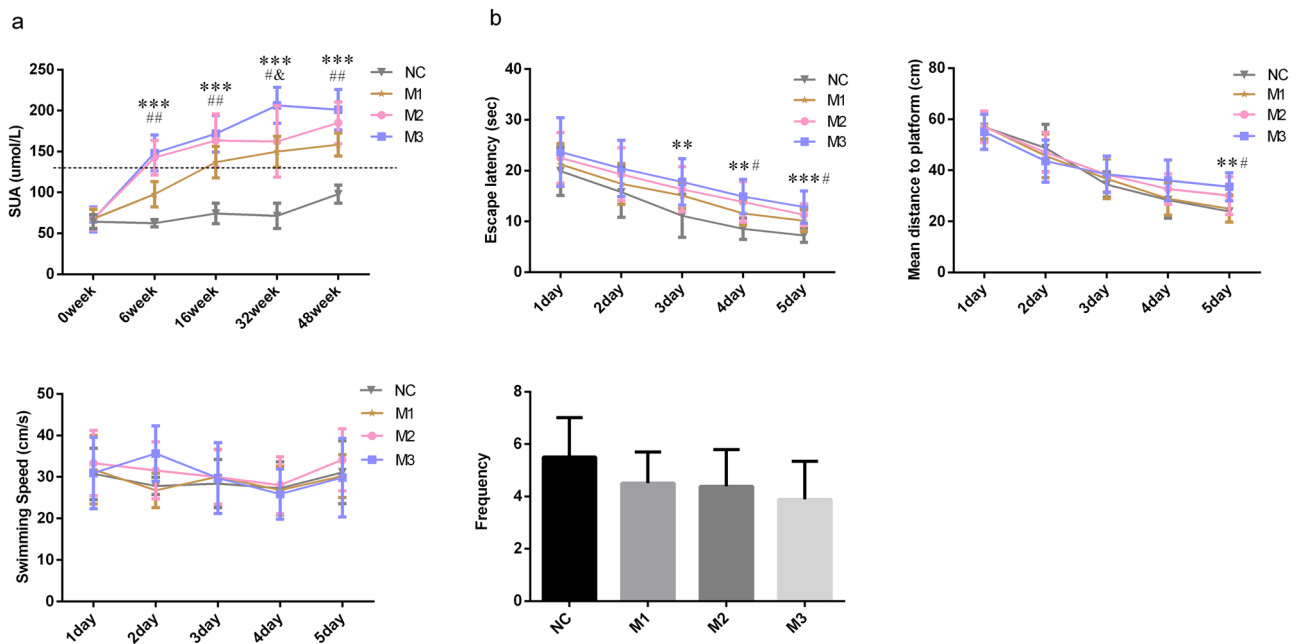 a
b
SUA (umol/L)
250
200
150
100
50
0
***
##
***
##
***
#&
***
##
NC
M1
M2
M3
0week
6week
16week
32week
48week
Escape latency (sec)
40
30
20
10
0
**
**#
***#
NC
M1
M2
M3
1day
2day
3day
4day
5day
Mean distance to platform (cm)
80
60
40
20
0
**#
NC
M1
M2
M3
1day
2day
3day
4day
5day
Swimming Speed (cm/s)
50
40
30
20
10
0
NC
M1
M2
M3
1day
2day
3day
4day
5day
Frequency
8
6
4
2
0
NC
M1
M2
M3